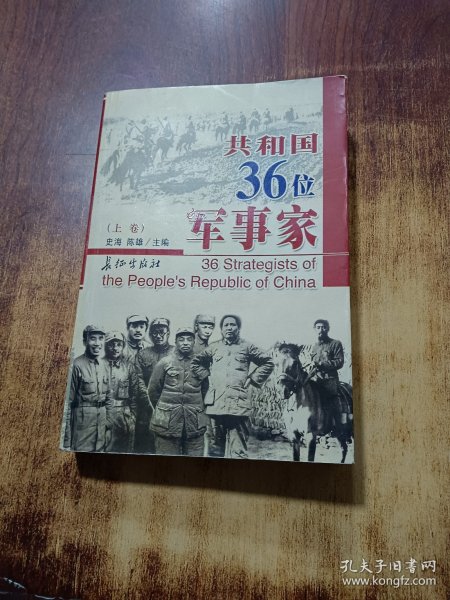 共和国
36位
军事家
(上卷)
史海 陈雄/主编
长征出版社
36 Strategists of
the People's Republic of China
孔夫子旧书网
www.kongfz.com